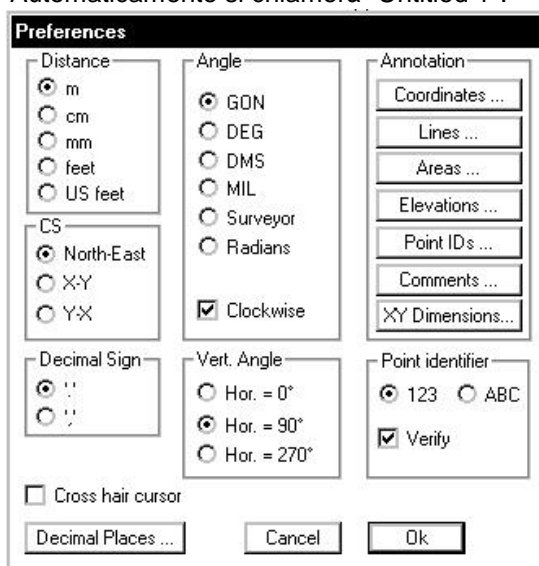 Automaticamente si chiamerà "Untitled 1".
Preferences
Distance
m
cm
mm
feet
US feet
CS
North-East
X-Y
Y-X
Decimal Sign
'.'
','
Angle
GON
DEG
DMS
MIL
Surveyor
Radians
Clockwise
Vert. Angle
Hor. = 0°
Hor. = 90°
Hor. = 270°
Annotation
Coordinates ...
Lines ...
Areas ...
Elevations ...
Point IDs ...
Comments ...
XY Dimensions...
Point identifier
123 ABC
Verify
Cross hair cursor
Decimal Places ...
Cancel
Ok